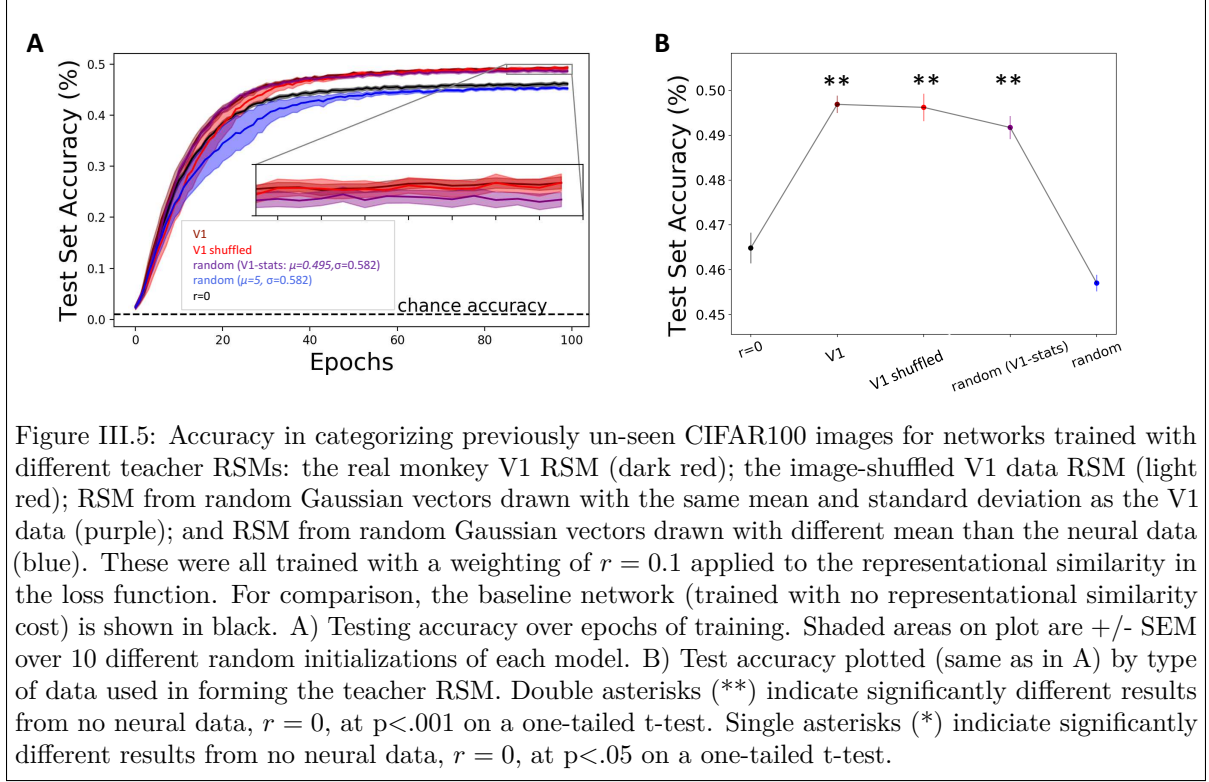 A
B
Test Set Accuracy (%)
0.5
0.4
0.3
0.2
0.1
0.0
V1
V1 shuffled
random (V1-stats: μ=0.495,σ=0.582)
random (μ=5, σ=0.582)
r=0
chance accuracy
0
20
40
60
80
100
Epochs
Test Set Accuracy (%)
0.50
0.49
0.48
0.47
0.46
0.45
**
**
**
r=0
V1
V1 shuffled
random (V1-stats)
random
Figure III.5: Accuracy in categorizing previously un-seen CIFAR100 images for networks trained with
different teacher RSMs: the real monkey V1 RSM (dark red); the image-shuffled V1 data RSM (light
red); RSM from random Gaussian vectors drawn with the same mean and standard deviation as the V1
data (purple); and RSM from random Gaussian vectors drawn with different mean than the neural data
(blue). These were all trained with a weighting of r = 0.1 applied to the representational similarity in
the loss function. For comparison, the baseline network (trained with no representational similarity
cost) is shown in black. A) Testing accuracy over epochs of training. Shaded areas on plot are +/- SEM
over 10 different random initializations of each model. B) Test accuracy plotted (same as in A) by type
of data used in forming the teacher RSM. Double asterisks (**) indicate significantly different results
from no neural data, r = 0, at p<.001 on a one-tailed t-test. Single asterisks (*) indiciate significantly
different results from no neural data, r = 0, at p<.05 on a one-tailed t-test.